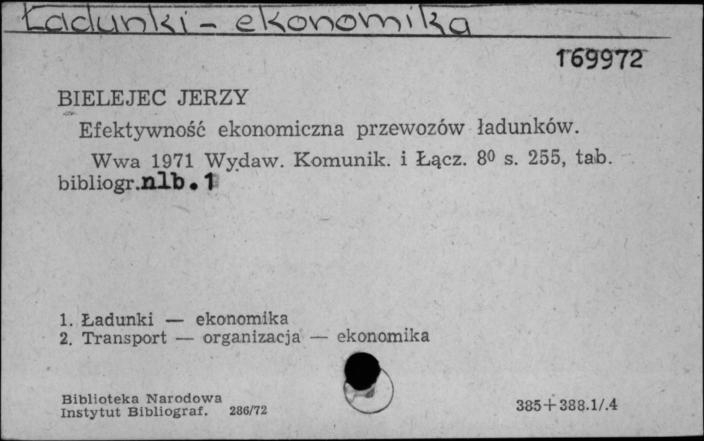 Ładunki - ekonomika
169972
BIELEJEC JERZY
Efektywność ekonomiczna przewozów ładunków.
Wwa 1971 Wydaw. Komunik. i Łącz. 8⁰ s. 255, tab.
bibliogr.nlb.1
1. Ładunki — ekonomika
2. Transport — organizacja — ekonomika
Biblioteka Narodowa
Instytut Bibliograf. 286/72
385+388.1/.4